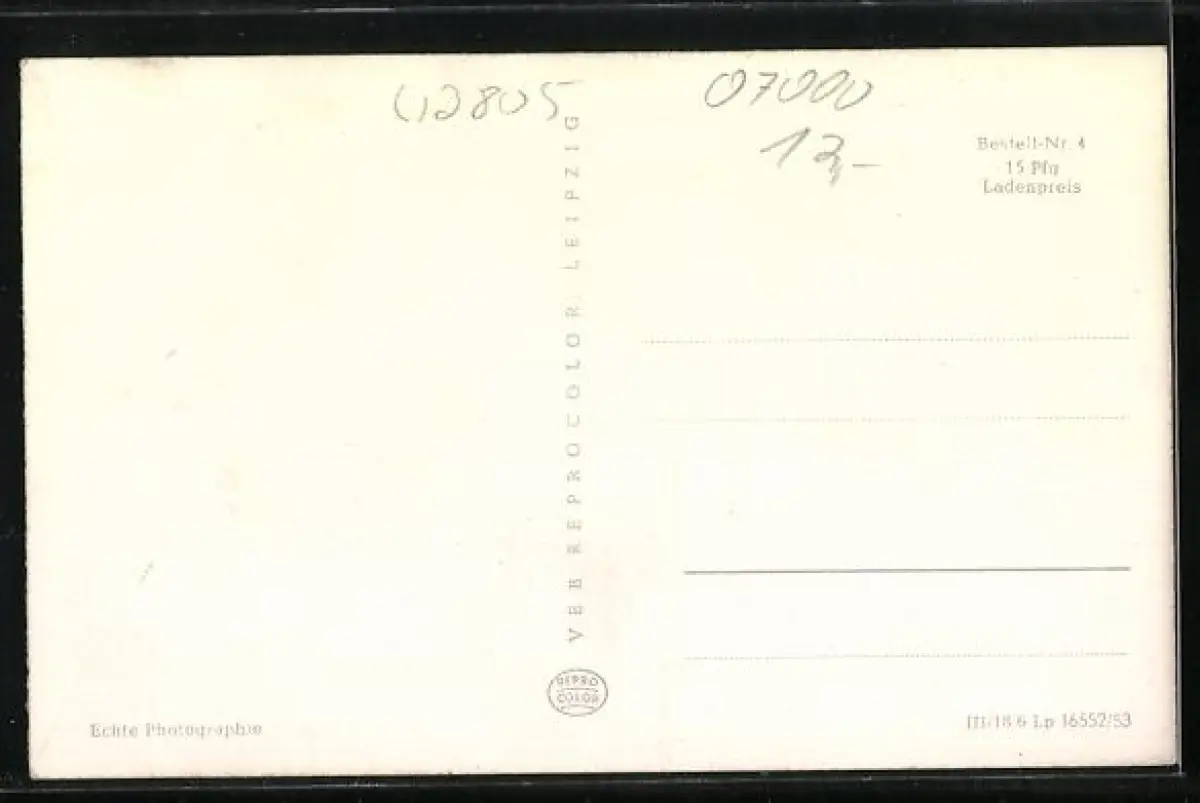 07000
13,-
Bestell-Nr. 4
15 Pfg
Ladenpreis
VEB REPROCOLOR LEIPZIG
REPRO
COLOR
Echte Photographie
III/18 6 Lp 16552/53